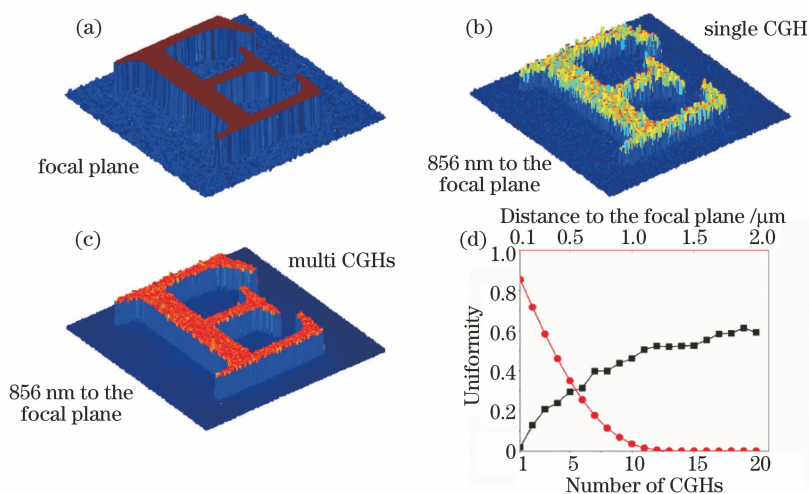 (a)
focal plane
(b)
single CGH
856 nm to the
focal plane
(c)
multi CGHs
856 nm to the
focal plane
(d)
Distance to the focal plane /μm
0.1 0.5 1.0 1.5 2.0
1.0
0.8
0.6
0.4
0.2
0
Uniformity
1 5 10 15 20
Number of CGHs